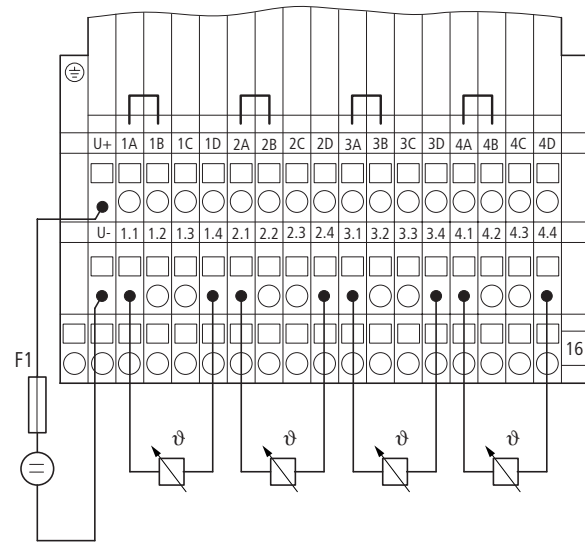 U+ 1A 1B 1C 1D 2A 2B 2C 2D 3A 3B 3C 3D 4A 4B 4C 4D
U- 1.1 1.2 1.3 1.4 2.1 2.2 2.3 2.4 3.1 3.2 3.3 3.4 4.1 4.2 4.3 4.4
16
F1
ϑ ϑ ϑ ϑ